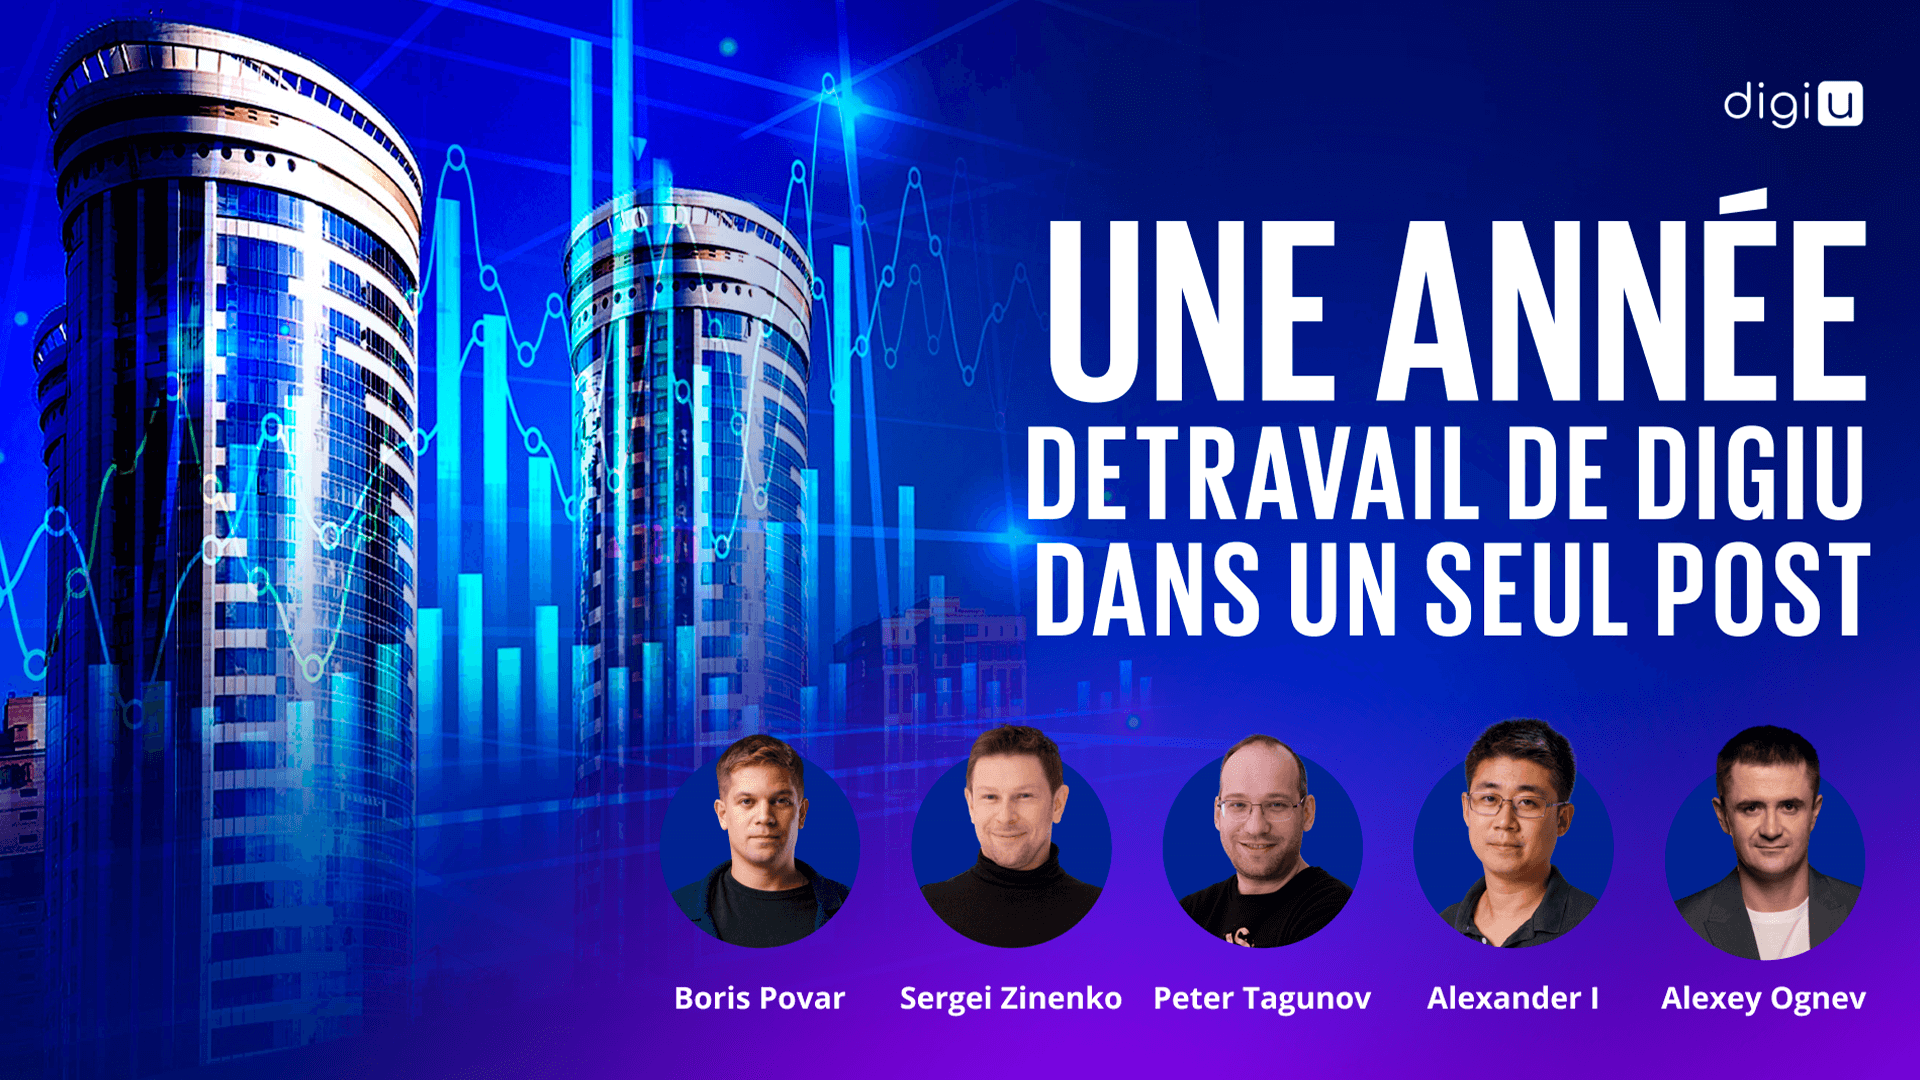 digiu
UNE ANNÉE
DETRAVAIL DE DIGIU
DANS UN SEUL POST
Boris Povar
Sergei Zinenko
Peter Tagunov
Alexander I
Alexey Ognev